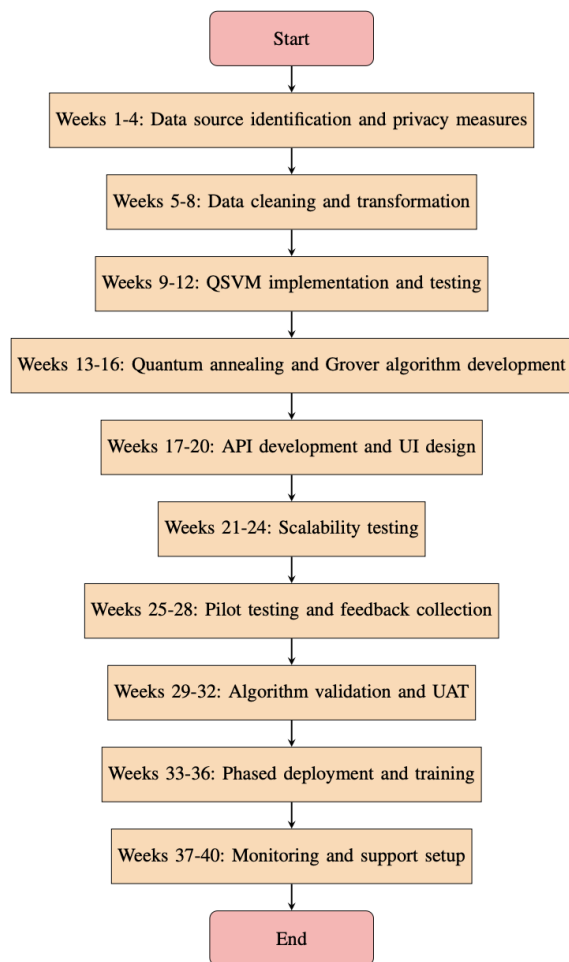 Start
Weeks 1-4: Data source identification and privacy measures
Weeks 5-8: Data cleaning and transformation
Weeks 9-12: QSVM implementation and testing
Weeks 13-16: Quantum annealing and Grover algorithm development
Weeks 17-20: API development and UI design
Weeks 21-24: Scalability testing
Weeks 25-28: Pilot testing and feedback collection
Weeks 29-32: Algorithm validation and UAT
Weeks 33-36: Phased deployment and training
Weeks 37-40: Monitoring and support setup
End